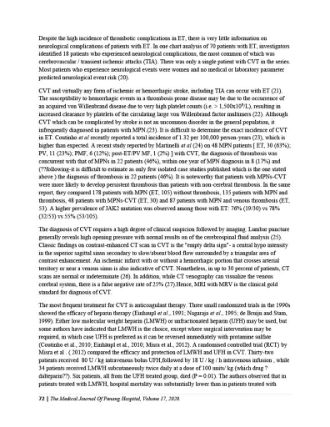 Despite the high incidence of thrombotic complications in ET, there is very little information on
neurological complications of patients with ET. In one chart analysis of 70 patients with ET, investigators
identified 18 patients who experienced neurological complications, the most common of which was
cerebrovascular / transient ischemic attacks (TIA). There was only a single patient with CVT in the series.
Most patients who experience neurological events were women and no medical or laboratory parameter
predicted neurological event risk (20).
CVT and virtually any form of ischemic or hemorrhagic stroke, including TIA can occur with ET (21).
The susceptibility to hemorrhagic events in a thrombosis-prone disease may be due to the occurrence of
an acquired von Willebrand disease due to very high platelet counts (i.e. > 1,500x10⁹/L), resulting in
increased clearance by platelets of the circulating large von Willebrand factor multimers (22). Although
CVT which can be complicated by stroke is not an uncommon disorder in the general population, it
infrequently diagnosed in patients with MPN (23). It is difficult to determine the exact incidence of CVT
in ET. Coutinho et al recently reported a total incidence of 1.32 per 100,000 person-years (23), which is
higher than expected. A recent study reported by Martinelli et al (24) on 48 MPN patients [ ET, 30 (63%);
PV, 11 (23%); PMF, 6 (12%), post-ET/PV MF, 1 (2%) ] with CVT, the diagnosis of thrombosis was
concurrent with that of MPNs in 22 patients (46%), within one year of MPN diagnosis in 8 (17%) and
(??following-it is difficult to estimate as only few isolated case studies published which is the one stated
above ) the diagnosis of thrombosis in 22 patients (46%). It is noteworthy that patients with MPNs-CVT
were more likely to develop persistent thrombosis than patients with non-cerebral thrombosis. In the same
report, they compared 178 patients with MPN (ET, 105) without thrombosis, 135 patients with MPN and
thrombosis, 48 patients with MPNs-CVT (ET, 30) and 87 patients with MPN and venous thrombosis (ET,
53). A higher prevalence of JAK2 mutation was observed among those with ET: 76% (19/30) vs 78%
(32/53) vs 55% (53/105).
The diagnosis of CVT requires a high degree of clinical suspicion followed by imaging. Lumbar puncture
generally reveals high opening pressure with normal results on of the cerebrospinal fluid analysis (25).
Classic findings on contrast-enhanced CT scan in CVT is the "empty delta sign"- a central hypo intensity
in the superior sagittal sinus secondary to slow/absent blood flow surrounded by a triangular area of
contrast enhancement. An ischemic infarct with or without a hemorrhagic portion that crosses arterial
territory or near a venous sinus is also indicative of CVT. Nonetheless, in up to 30 percent of patients, CT
scans are normal or indeterminate (26). In addition, while CT venography can visualize the venous
cerebral system, there is a false negative rate of 25% (27).Hence, MRI with MRV is the clinical gold
standard for diagnosis of CVT.
The most frequent treatment for CVT is anticoagulant therapy. Three small randomized trials in the 1990s
showed the efficacy of heparin therapy (Einhaupl et al., 1991; Nagaraja et al., 1995; de Bruijn and Stam,
1999). Either low molecular weight heparin (LMWH) or unfractionated heparin (UFH) may be used, but
some authors have indicated that LMWH is the choice, except where surgical intervention may be
required, in which case UFH is preferred as it can be reversed immediately with protamine sulfate
(Coutinho et al., 2010; Einhäupl et al., 2010; Misra et al., 2012). A randomised controlled trial (RCT) by
Misra et al . ( 2012) compared the efficacy and protection of LMWH and UFH in CVT. Thirty-two
patients received 80 U / kg intravenous bolus UFH,followed by 18 U / kg / h intravenous infusion , while
34 patients received LMWH subcutaneously twice daily at a dose of 100 units/ kg (which drug ?
dalteparin??). Six patients, all from the UFH treated group, died (P = 0.01). The authors observed that in
patients treated with LMWH, hospital mortality was substantially lower than in patients treated with
72 | The Medical Journal Of Penang Hospital, Volume 17, 2020.